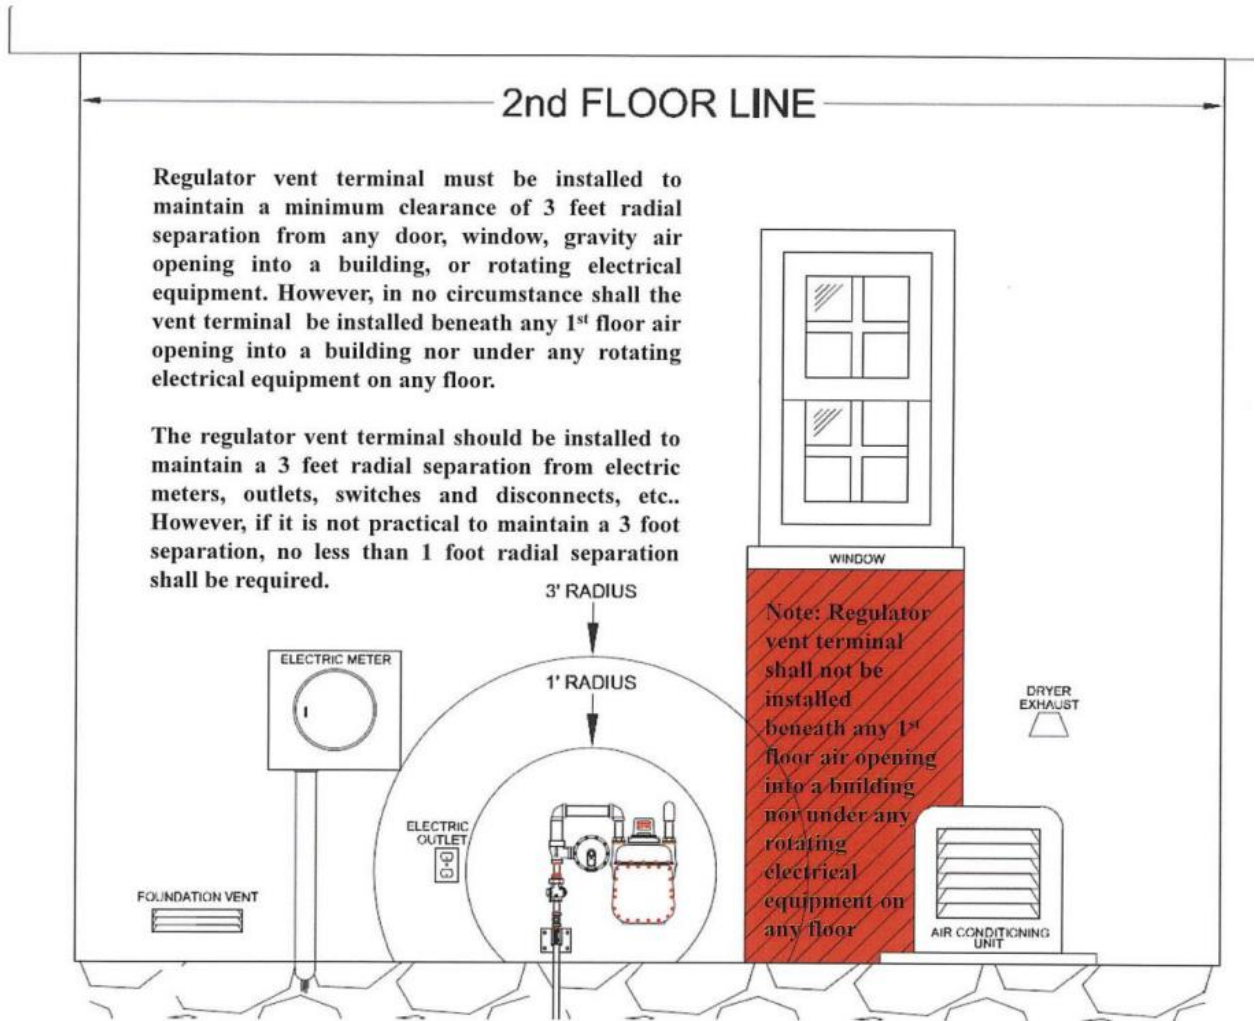 2nd FLOOR LINE
Regulator vent terminal must be installed to
maintain a minimum clearance of 3 feet radial
separation from any door, window, gravity air
opening into a building, or rotating electrical
equipment. However, in no circumstance shall the
vent terminal be installed beneath any 1st floor air
opening into a building nor under any rotating
electrical equipment on any floor.
The regulator vent terminal should be installed to
maintain a 3 feet radial separation from electric
meters, outlets, switches and disconnects, etc..
However, if it is not practical to maintain a 3 foot
separation, no less than 1 foot radial separation
shall be required.
WINDOW
3' RADIUS
Note: Regulator
vent terminal
shall not be
installed
beneath any 1st
floor air opening
into a building
nor under any
rotating
electrical
equipment on
any floor
ELECTRIC METER
1' RADIUS
DRYER
EXHAUST
ELECTRIC
OUTLET
FOUNDATION VENT
AIR CONDITIONING
UNIT